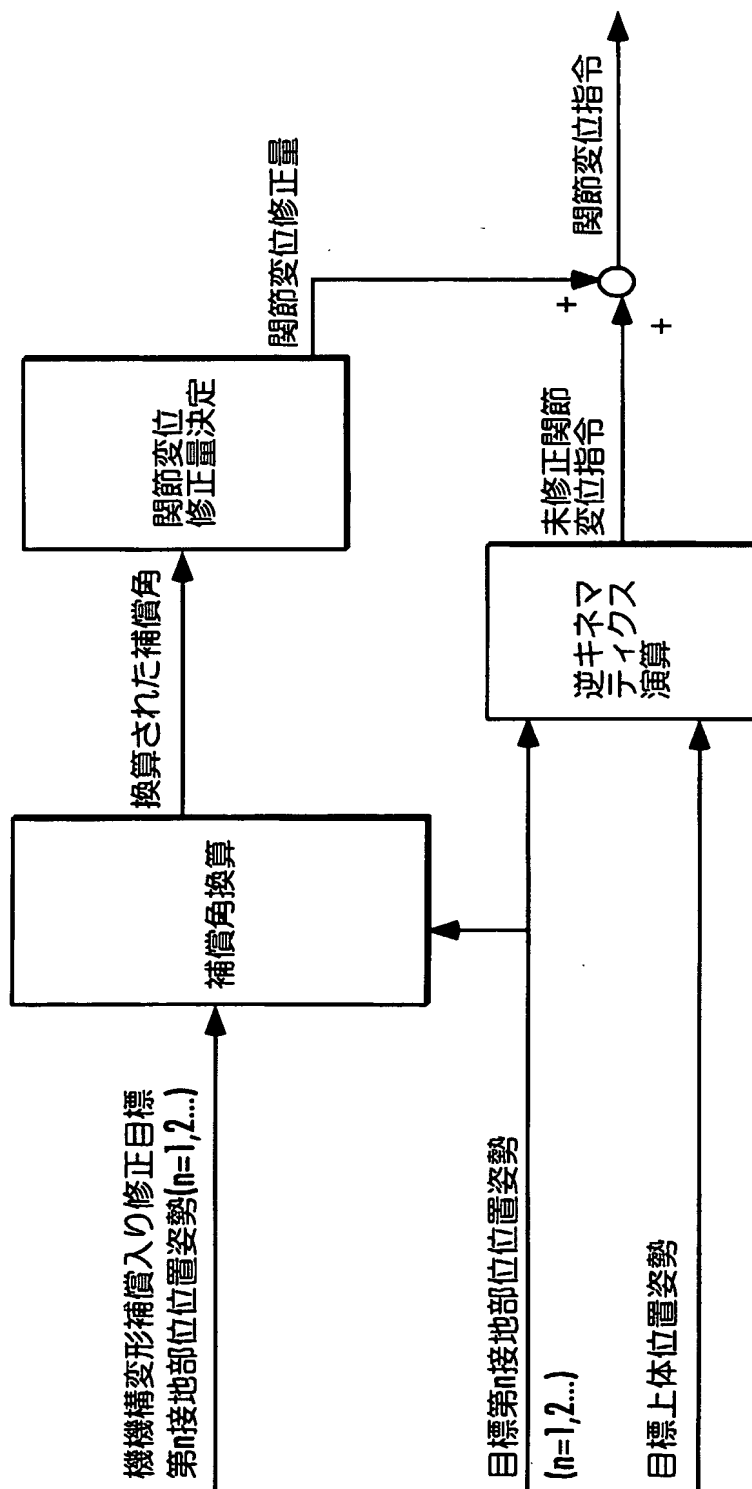 機機構変形補償入り修正目標
第n接地部位位置姿勢(n=1,2...)
補償角換算
換算された補償角
関節変位
修正量決定
関節変位修正量
目標第n接地部位位置姿勢
(n=1,2...)
目標上体位置姿勢
逆キネマ
ティクス
演算
未修正関節
変位指令
+
+
関節変位指令